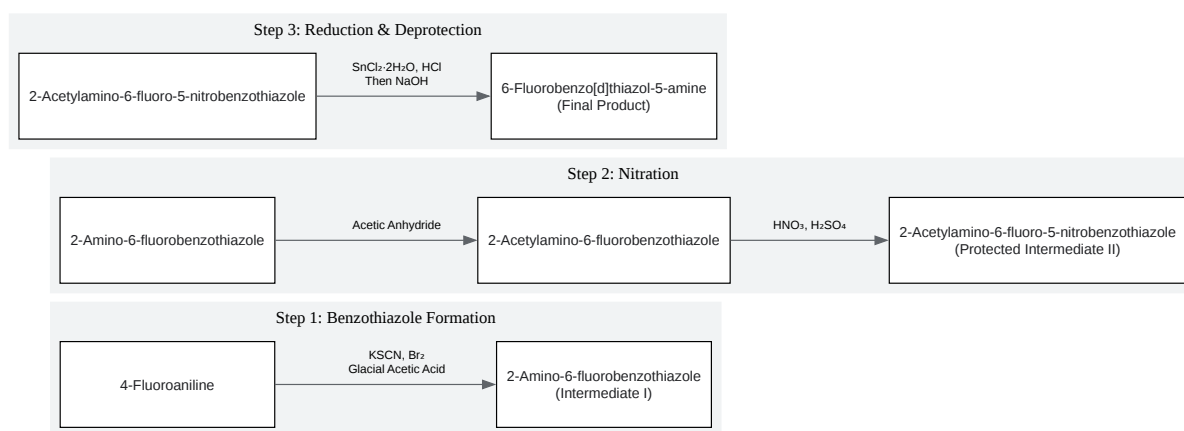 Step 3: Reduction & Deprotection
2-Acetylamino-6-fluoro-5-nitrobenzothiazole
SnCl₂·2H₂O, HCl
Then NaOH
6-Fluorobenzo[d]thiazol-5-amine
(Final Product)
Step 2: Nitration
2-Amino-6-fluorobenzothiazole
Acetic Anhydride
2-Acetylamino-6-fluorobenzothiazole
HNO₃, H₂SO₄
2-Acetylamino-6-fluoro-5-nitrobenzothiazole
(Protected Intermediate II)
Step 1: Benzothiazole Formation
4-Fluoroaniline
KSCN, Br₂
Glacial Acetic Acid
2-Amino-6-fluorobenzothiazole
(Intermediate I)